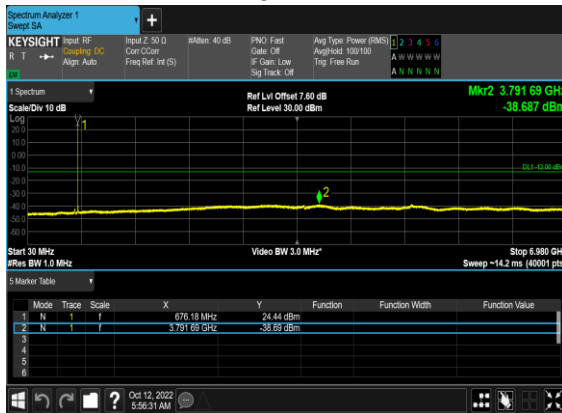 Spectrum Analyzer 1
Swept SA
KEYSIGHT Input: RF Input Z: 50 Ω #Atten: 40 dB PNO: Fast Avg Type: Power (RMS) 1 2 3 4 5 6
R T Coupling: DC Corr CCorr Gate: Off Avg|Hold: 100/100 A W W W W W
Align: Auto Freq Ref: Int (S) IF Gain: Low Trig: Free Run
Sig Track: Off A N N N N N
1 Spectrum Ref Lvl Offset 7.60 dB Mkr2 3.791 69 GHz
Scale/Div 10 dB Ref Level 30.00 dBm -38.687 dBm
Log
1
20.0
10.0
0.00
-10.0 DL1 -13.00 dB
-20.0
-30.0
2
-40.0
-50.0
-60.0
Start 30 MHz Video BW 3.0 MHz* Stop 6.980 GH
#Res BW 1.0 MHz Sweep ~14.2 ms (40001 pts
5 Marker Table
Mode Trace Scale X Y Function Function Width Function Value
1 N 1 f 676.18 MHz 24.44 dBm
2 N 1 f 3.791 69 GHz -38.69 dBm
3
4
5
6
? Oct 12, 2022
5:56:31 AM